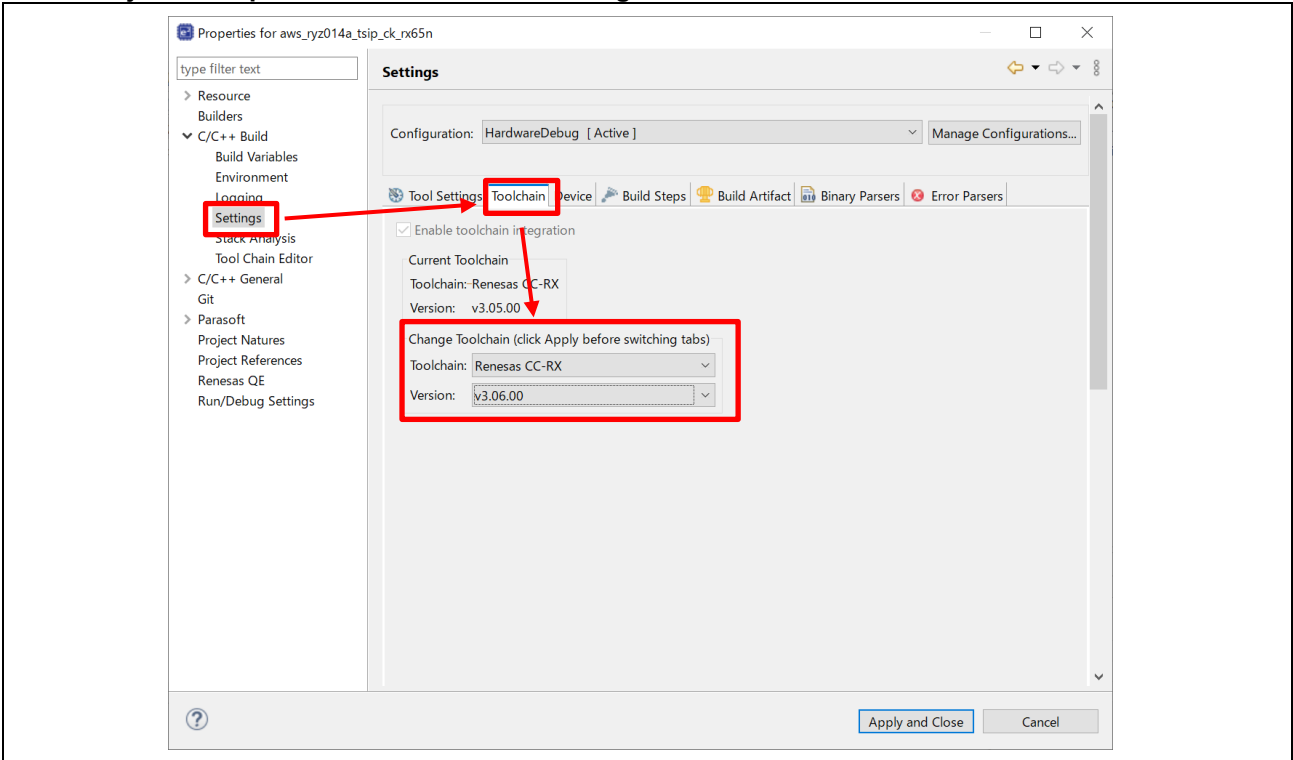 Properties for aws_ryz014a_tsip_ck_rx65n
type filter text
Settings
Resource
Builders
C/C++ Build
Build Variables
Environment
Logging
Settings
Stack Analysis
Tool Chain Editor
C/C++ General
Git
Parasoft
Project Natures
Project References
Renesas QE
Run/Debug Settings
Configuration: HardwareDebug [ Active ] Manage Configurations...
Tool Settings Toolchain Device Build Steps Build Artifact Binary Parsers Error Parsers
Enable toolchain integration
Current Toolchain
Toolchain: Renesas CC-RX
Version: v3.05.00
Change Toolchain (click Apply before switching tabs)
Toolchain: Renesas CC-RX
Version: v3.06.00
Apply and Close Cancel